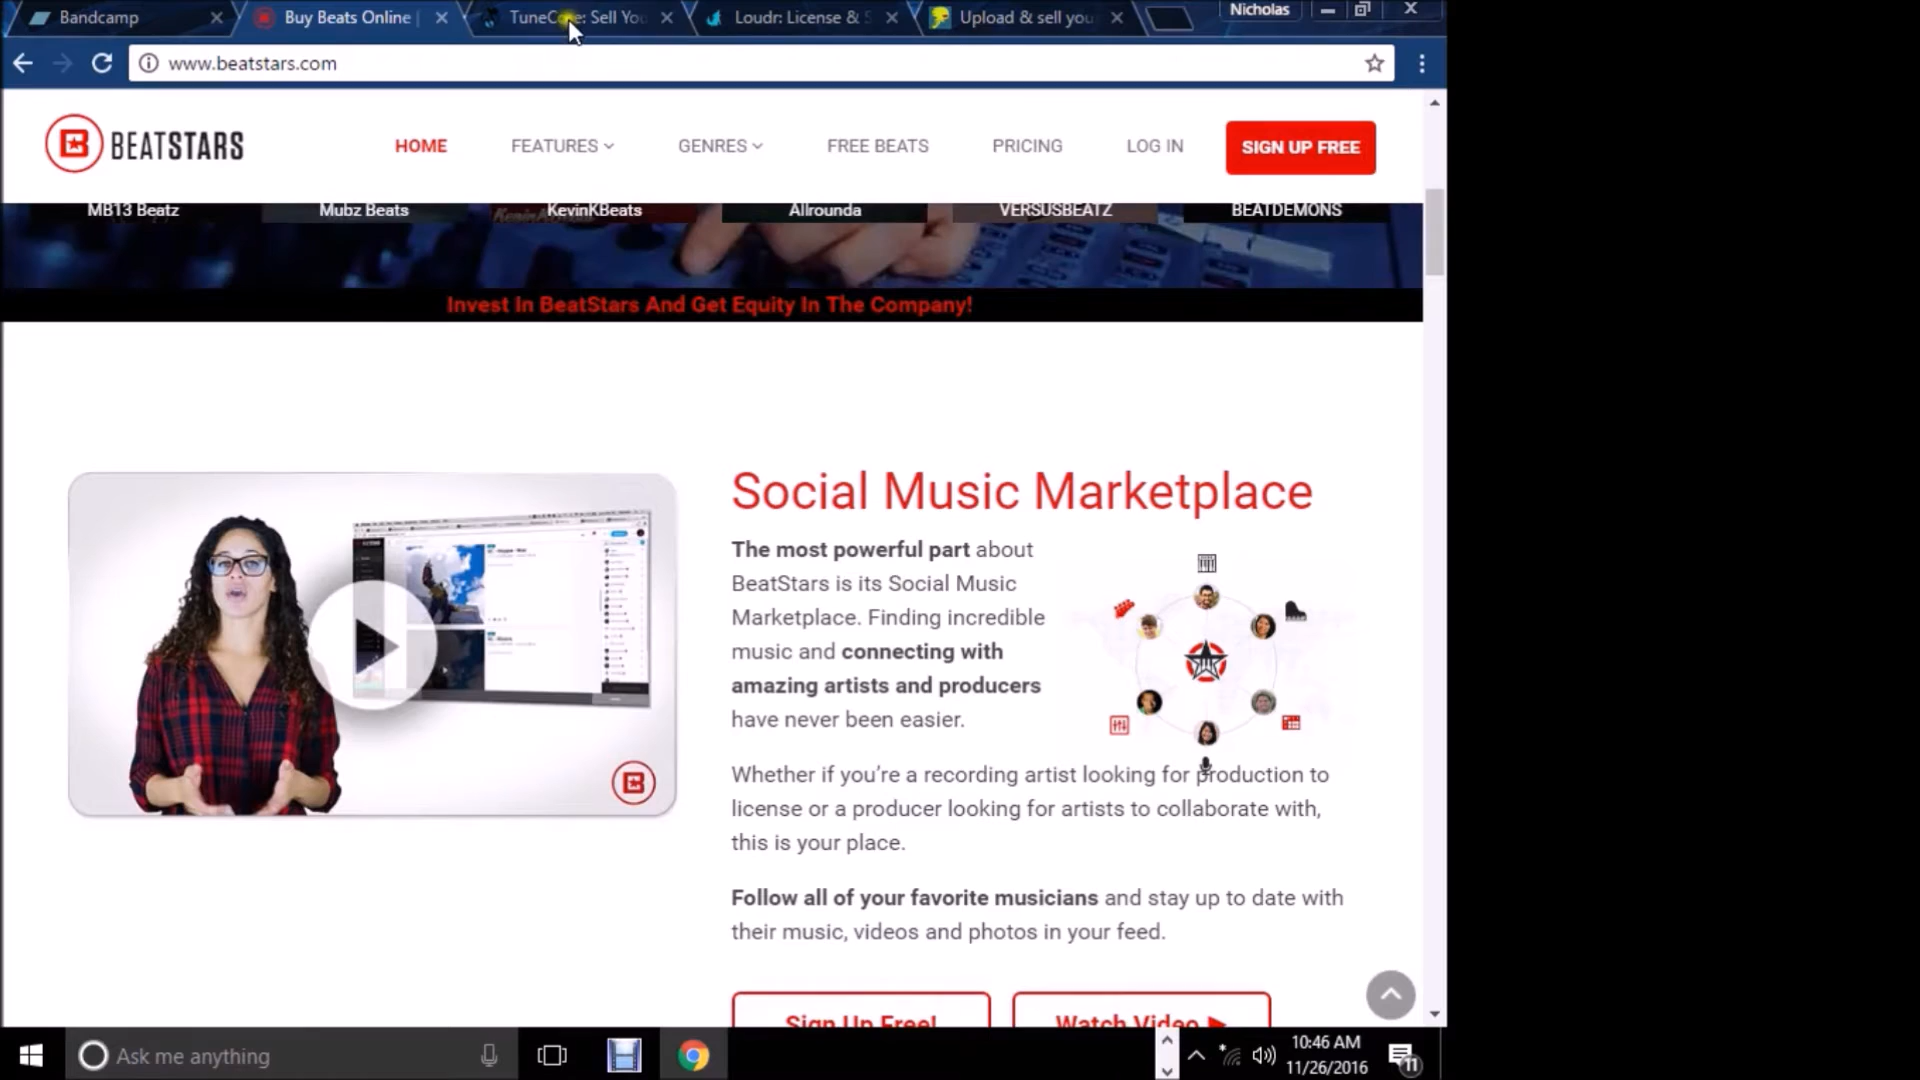 Bandcamp
Buy Beats Online
TuneCore: Sell You
Loudr: License & S
Upload & sell you
Nicholas
www.beatstars.com
BEATSTARS
HOME
FEATURES
GENRES
FREE BEATS
PRICING
LOG IN
SIGN UP FREE
MB13 Beatz
Mubz Beats
KevinKBeats
Allrounda
VERSUSBEATZ
BEATDEMONS
Invest In BeatStars And Get Equity In The Company!
Social Music Marketplace
The most powerful part about
BeatStars is its Social Music
Marketplace. Finding incredible
music and connecting with
amazing artists and producers
have never been easier.
Whether if you’re a recording artist looking for production to
license or a producer looking for artists to collaborate with,
this is your place.
Follow all of your favorite musicians and stay up to date with
their music, videos and photos in your feed.
Sign Up Free!
Watch Video
Ask me anything
10:46 AM
11/26/2016
11